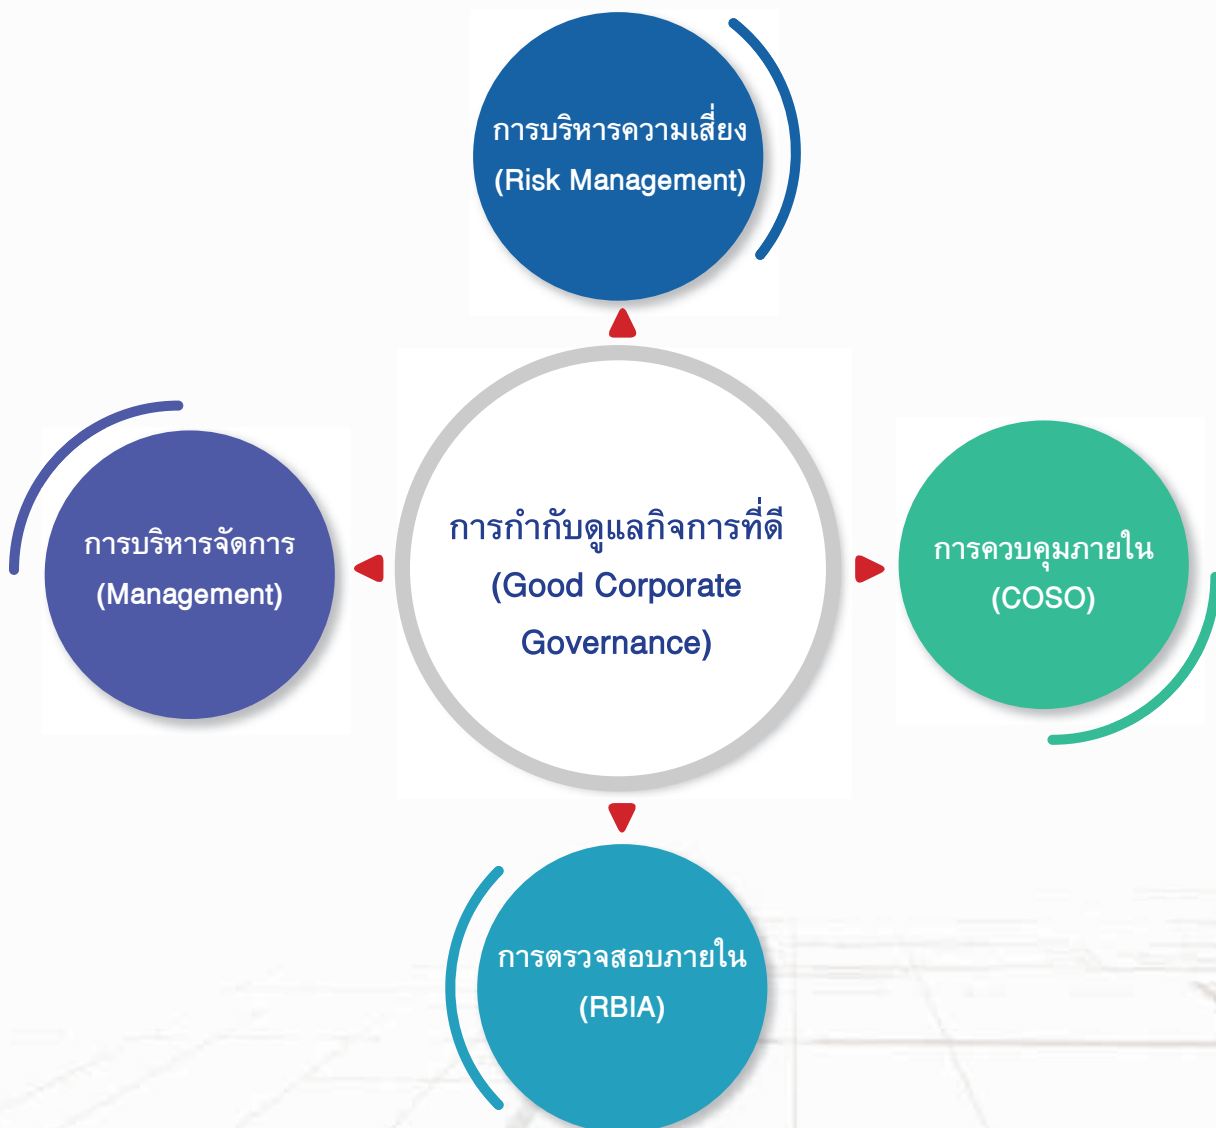 การบริหารความเสี่ยง
(Risk Management)
การบริหารจัดการ
(Management)
การกำกับดูแลกิจการที่ดี
(Good Corporate
Governance)
การควบคุมภายใน
(COSO)
การตรวจสอบภายใน
(RBIA)